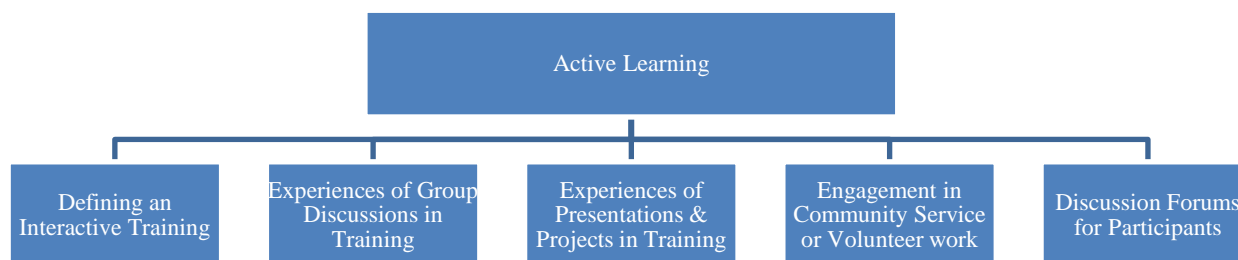 Active Learning
Defining an
Interactive Training
Experiences of Group
Discussions in
Training
Experiences of
Presentations &
Projects in Training
Engagement in
Community Service
or Volunteer work
Discussion Forums
for Participants